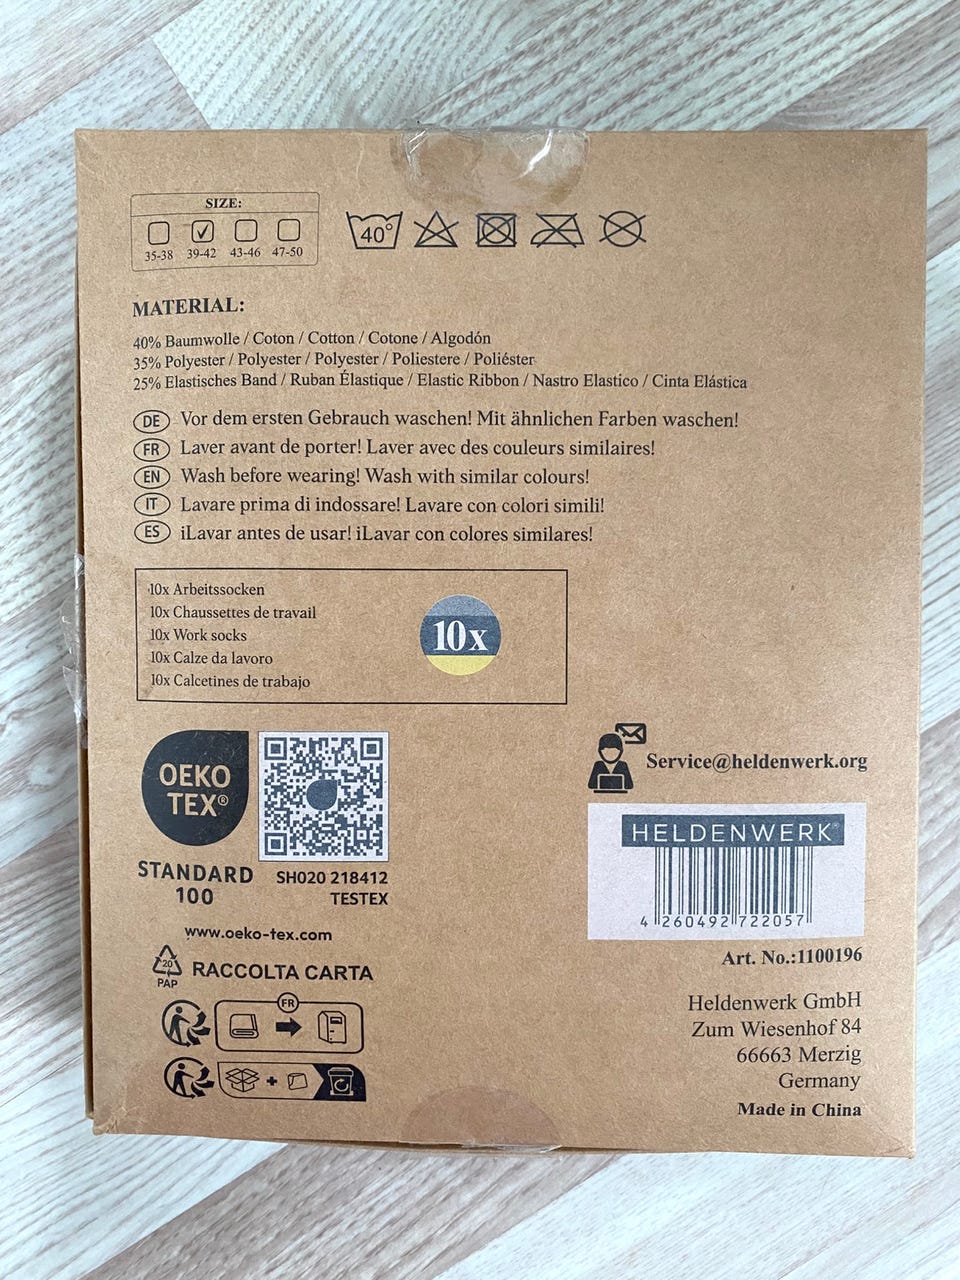 SIZE:
35-38 39-42 43-46 47-50
40°
MATERIAL:
40% Baumwolle / Coton / Cotton / Cotone / Algodón
35% Polyester / Polyester / Polyester / Poliestere / Poliéster
25% Elastisches Band / Ruban Élastique / Elastic Ribbon / Nastro Elastico / Cinta Elástica
DE Vor dem ersten Gebrauch waschen! Mit ähnlichen Farben waschen!
FR Laver avant de porter! Laver avec des couleurs similaires!
EN Wash before wearing! Wash with similar colours!
IT Lavare prima di indossare! Lavare con colori simili!
ES ¡Lavar antes de usar! ¡Lavar con colores similares!
10x Arbeitssocken
10x Chaussettes de travail
10x Work socks
10x Calze da lavoro
10x Calcetines de trabajo
10x
OEKO
TEX®
STANDARD
100
SH020 218412
TESTEX
www.oeko-tex.com
20
PAP
RACCOLTA CARTA
FR
Service@heldenwerk.org
HELDENWERK®
4 260492 722057
Art. No.:1100196
Heldenwerk GmbH
Zum Wiesenhof 84
66663 Merzig
Germany
Made in China